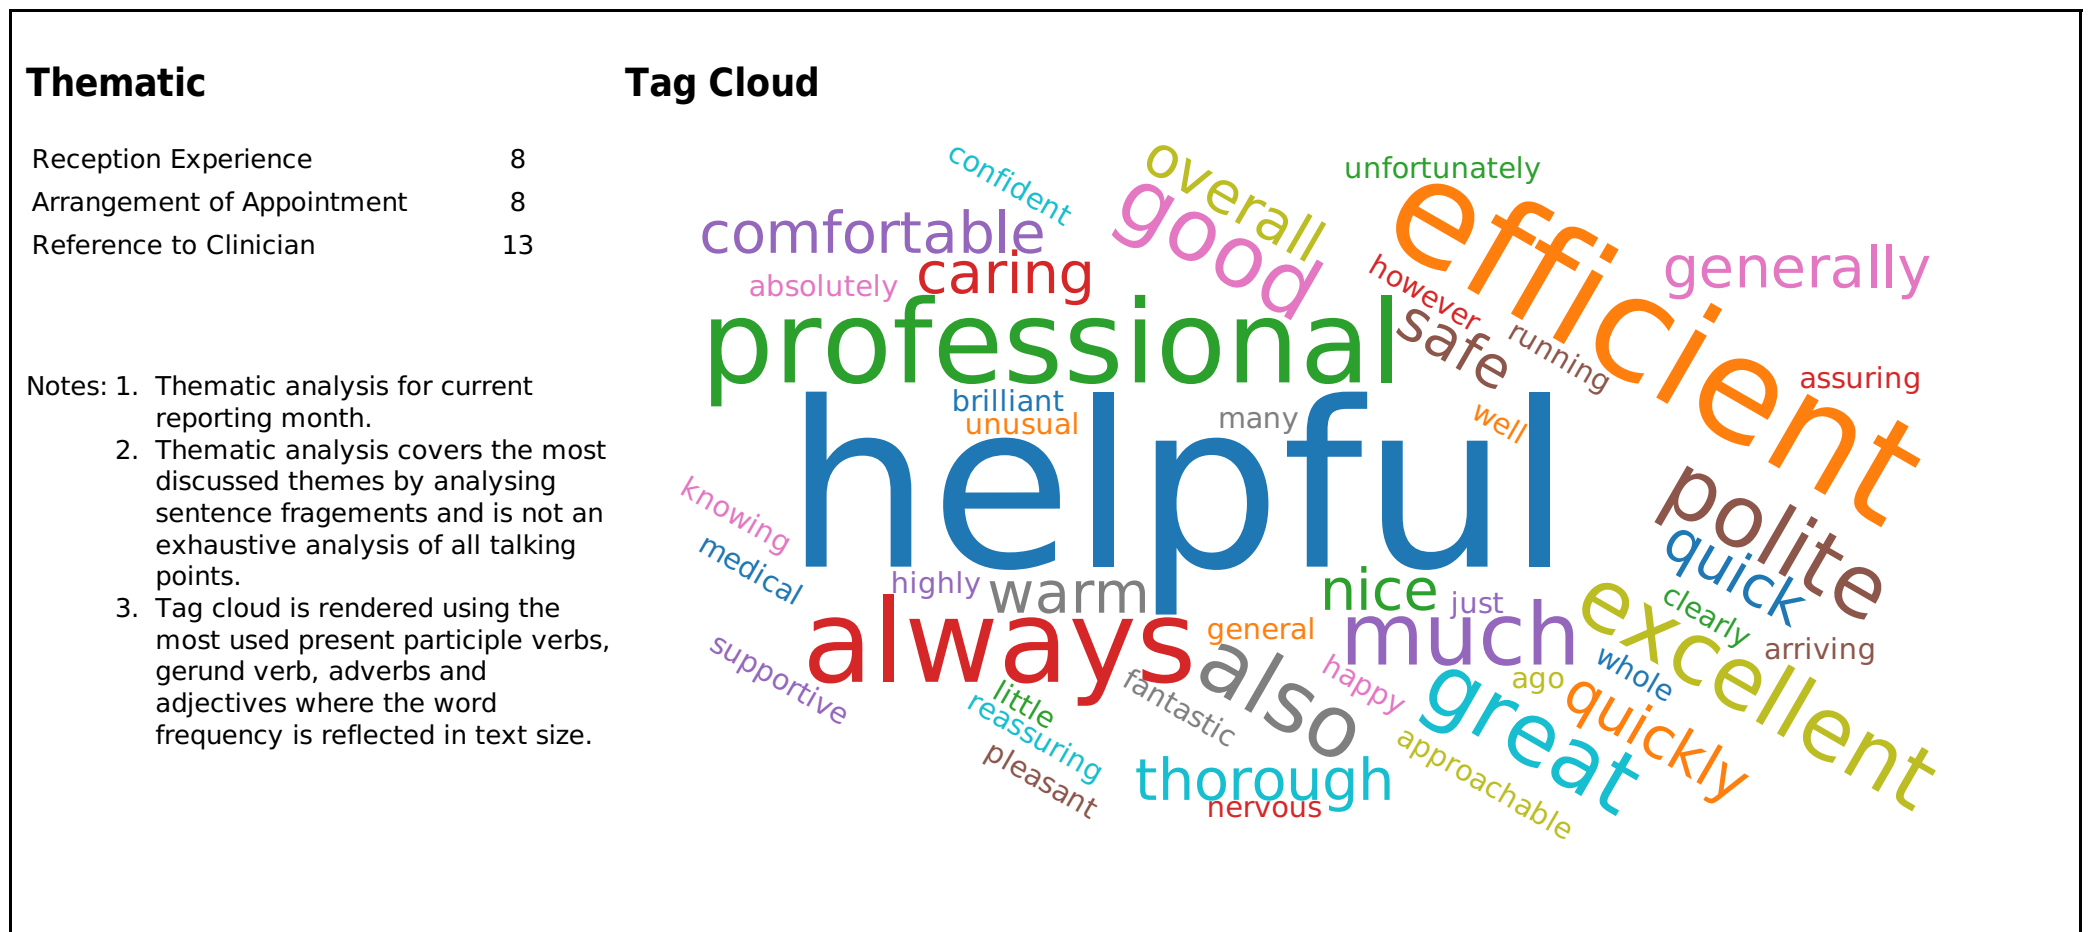 Thematic
Reception Experience 8
Arrangement of Appointment 8
Reference to Clinician 13
Notes: 1. Thematic analysis for current
reporting month.
2. Thematic analysis covers the most
discussed themes by analysing
sentence fragements and is not an
exhaustive analysis of all talking
points.
3. Tag cloud is rendered using the
most used present participle verbs,
gerund verb, adverbs and
adjectives where the word
frequency is reflected in text size.
Tag Cloud
confident
overall
unfortunately
good
efficient
comfortable
caring
generally
absolutely
however
professional
safe
running
assuring
brilliant
unusual
many
well
helpful
knowing
polite
medical
quick
highly
warm
nice
just
excellent
clearly
always
general
much
arriving
supportive
also
happy
whole
ago
little
fantastic
great
quickly
reassuring
pleasant
thorough
approachable
nervous